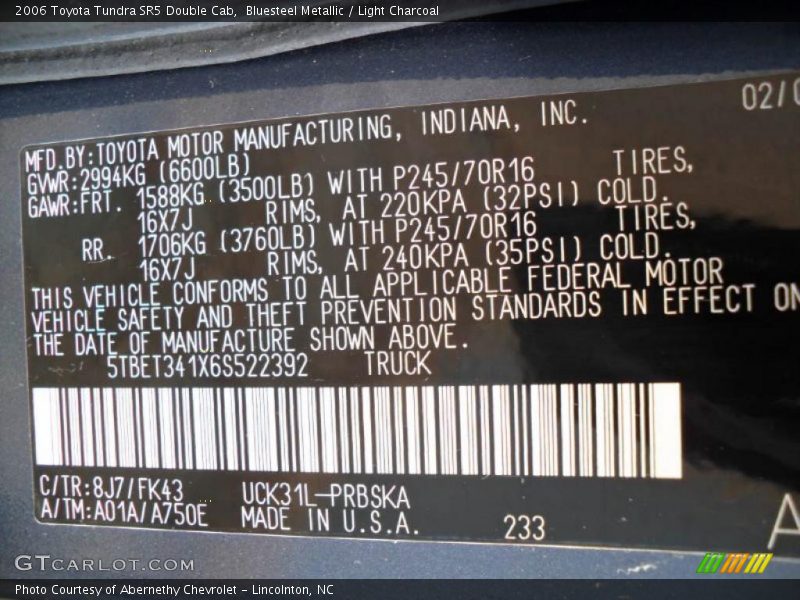 2006 Toyota Tundra SR5 Double Cab, Bluesteel Metallic / Light Charcoal
02/0
MFD.BY:TOYOTA MOTOR MANUFACTURING, INDIANA, INC.
GVWR:2994KG (6600LB)
GAWR:FRT. 1588KG (3500LB) WITH P245/70R16 TIRES,
16X7J RIMS, AT 220KPA (32PSI) COLD.
RR. 1706KG (3760LB) WITH P245/70R16 TIRES,
16X7J RIMS, AT 240KPA (35PSI) COLD.
THIS VEHICLE CONFORMS TO ALL APPLICABLE FEDERAL MOTOR
VEHICLE SAFETY AND THEFT PREVENTION STANDARDS IN EFFECT ON
THE DATE OF MANUFACTURE SHOWN ABOVE.
5TBET341X6S522392 TRUCK
C/TR:8J7/FK43 UCK31L-PRBSKA
A/TM:A01A/A750E MADE IN U.S.A. 233 A
GTCARLOT.COM
Photo Courtesy of Abernethy Chevrolet - Lincolnton, NC